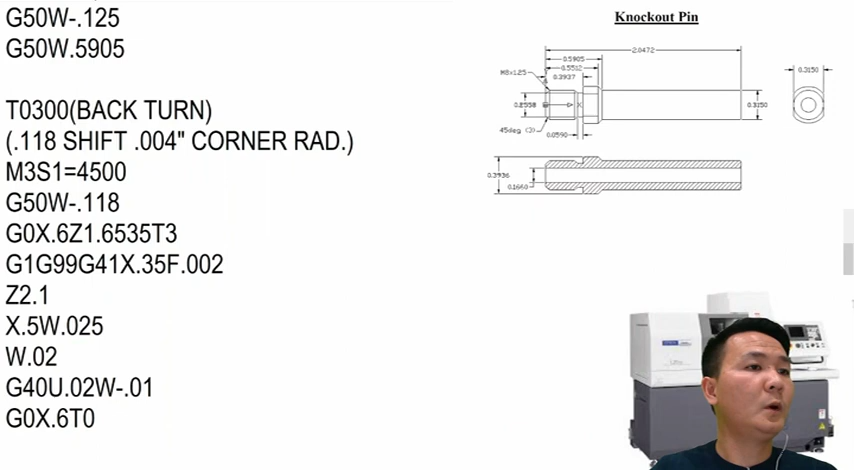 G50W-.125
G50W.5905
T0300(BACK TURN)
(.118 SHIFT .004" CORNER RAD.)
M3S1=4500
G50W-.118
G0X.6Z1.6535T3
G1G99G41X.35F.002
Z2.1
X.5W.025
W.02
G40U.02W-.01
G0X.6T0
Knockout Pin
2.0472
0.5905
0.5512
0.3937
M8x1.25
0.3150
0.2558
0.3150
45deg (3)
0.0590
0.3936
0.1660